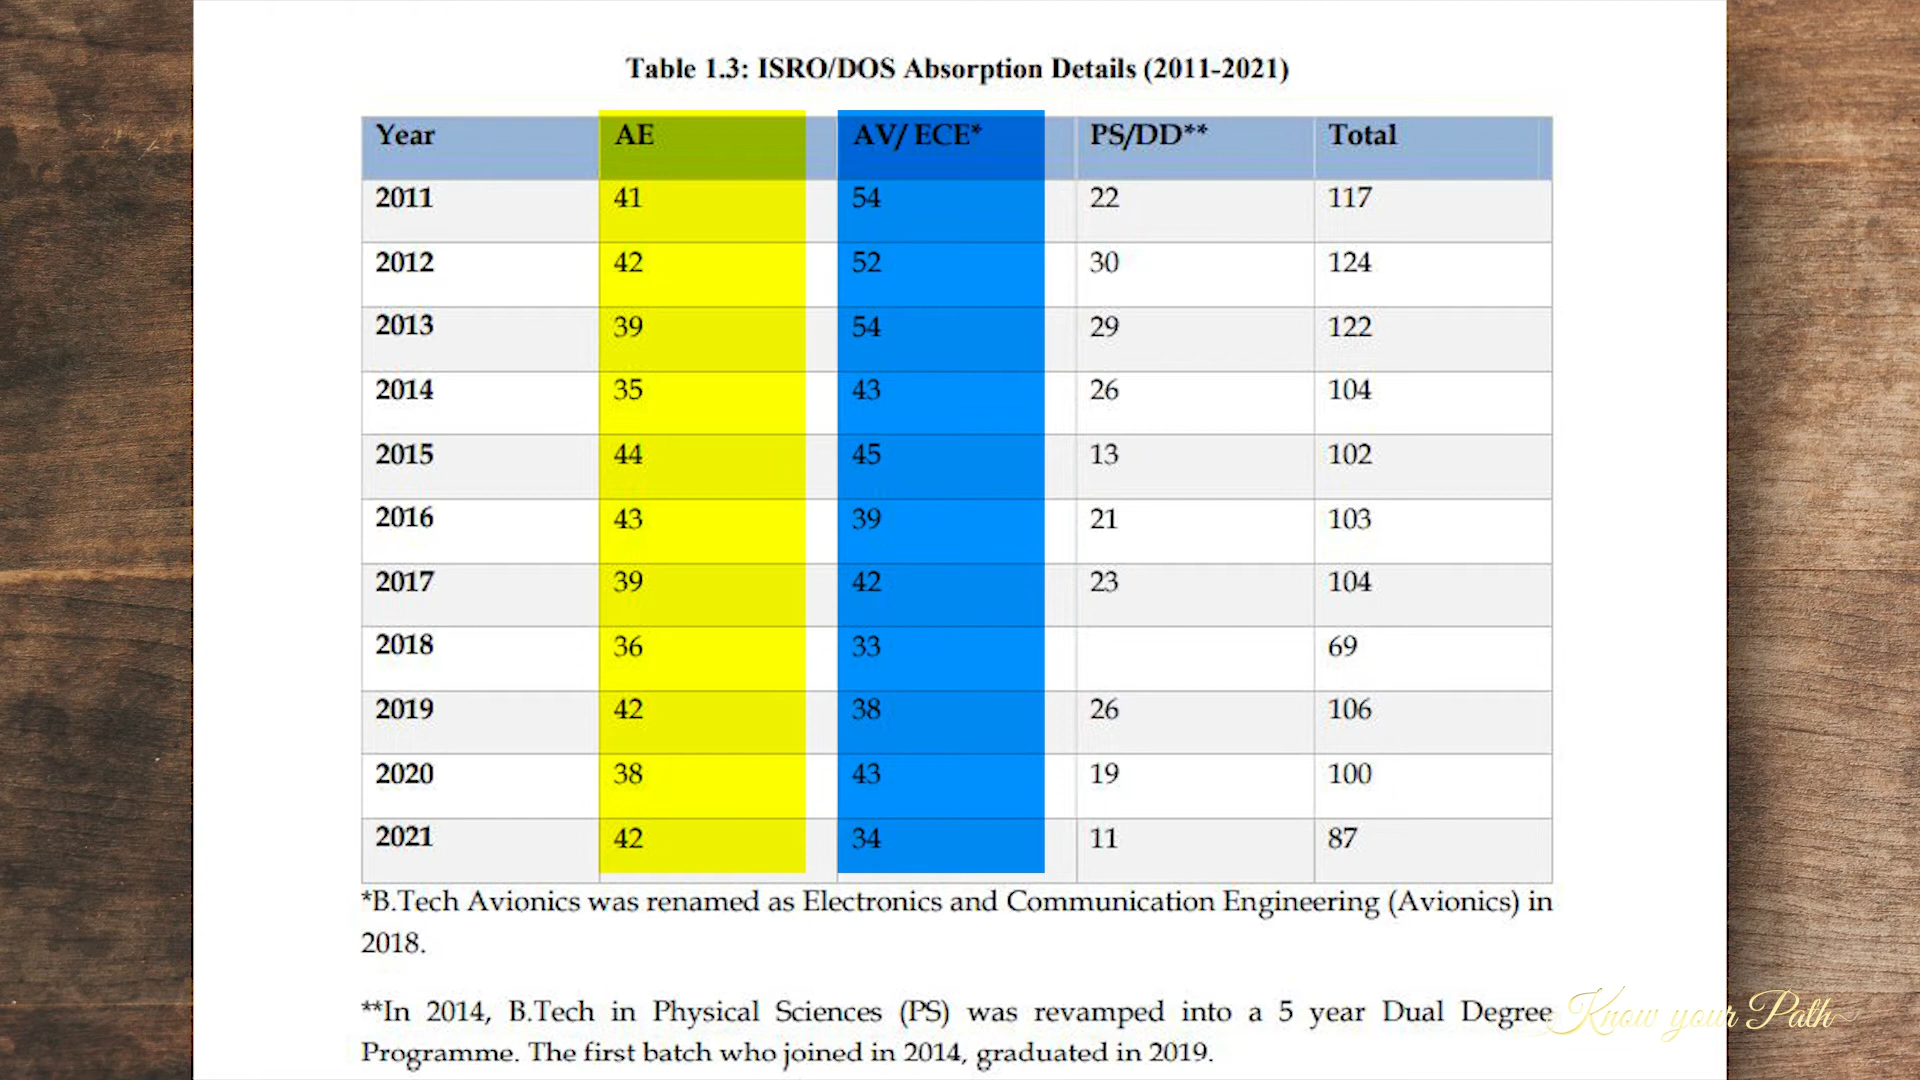 Table 1.3: ISRO/DOS Absorption Details (2011-2021)
Year AE AV/ ECE* PS/DD** Total
2011 41 54 22 117
2012 42 52 30 124
2013 39 54 29 122
2014 35 43 26 104
2015 44 45 13 102
2016 43 39 21 103
2017 39 42 23 104
2018 36 33 69
2019 42 38 26 106
2020 38 43 19 100
2021 42 34 11 87
*B.Tech Avionics was renamed as Electronics and Communication Engineering (Avionics) in
2018.
**In 2014, B.Tech in Physical Sciences (PS) was revamped into a 5 year Dual Degree
Programme. The first batch who joined in 2014, graduated in 2019.
Know your Path